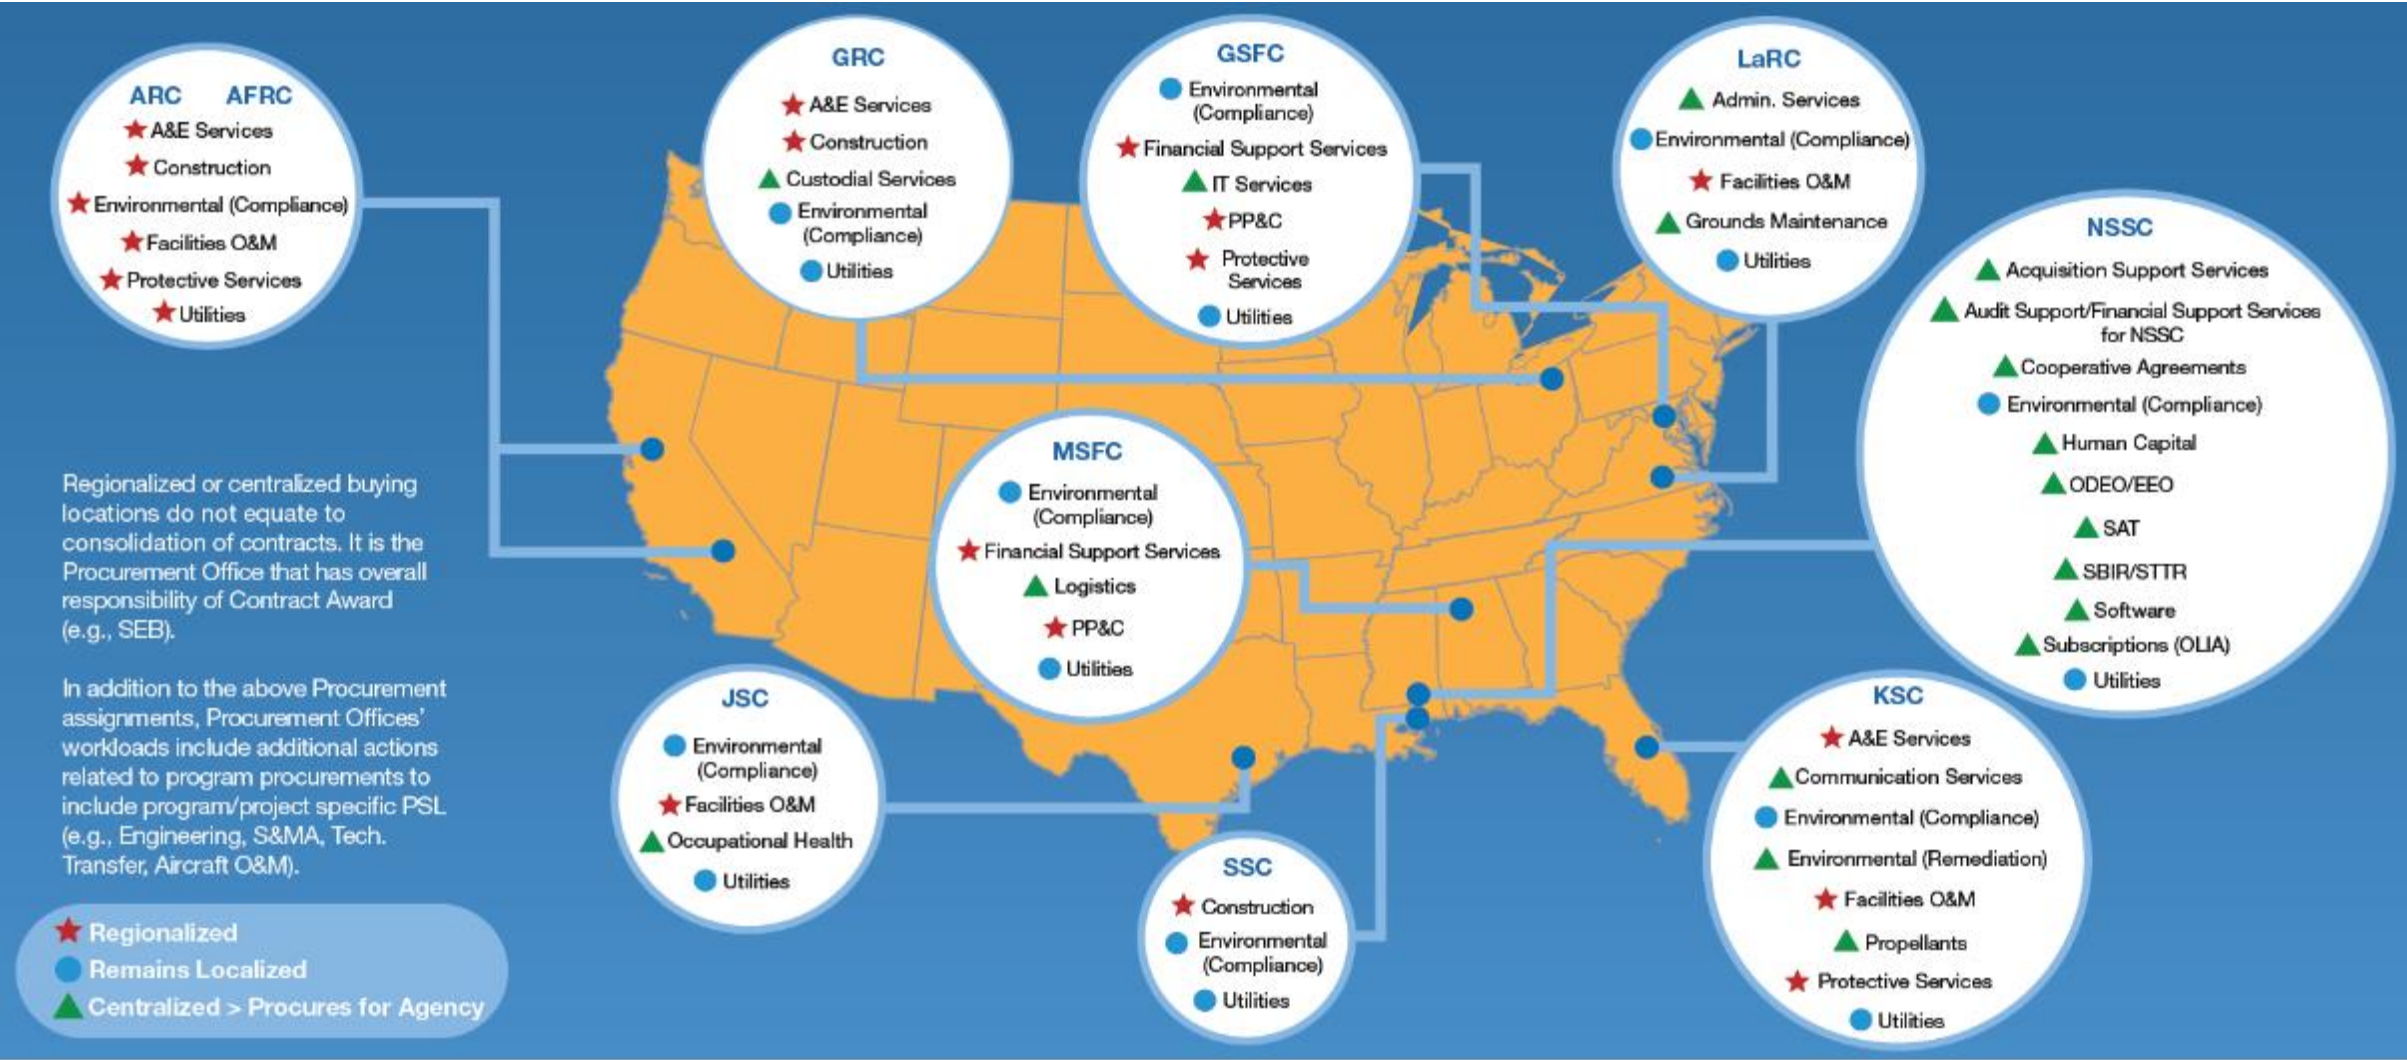 ARC AFRC
A&E Services
Construction
Environmental (Compliance)
Facilities O&M
Protective Services
Utilities
GRC
A&E Services
Construction
Custodial Services
Environmental
(Compliance)
Utilities
GSFC
Environmental
(Compliance)
Financial Support Services
IT Services
PP&C
Protective
Services
Utilities
LaRC
Admin. Services
Environmental (Compliance)
Facilities O&M
Grounds Maintenance
Utilities
NSSC
Acquisition Support Services
Audit Support/Financial Support Services
for NSSC
Cooperative Agreements
Environmental (Compliance)
Human Capital
ODEO/EEO
SAT
SBIR/STTR
Software
Subscriptions (OLIA)
Utilities
MSFC
Environmental
(Compliance)
Financial Support Services
Logistics
PP&C
Utilities
Regionalized or centralized buying
locations do not equate to
consolidation of contracts. It is the
Procurement Office that has overall
responsibility of Contract Award
(e.g., SEB).
In addition to the above Procurement
assignments, Procurement Offices’
workloads include additional actions
related to program procurements to
include program/project specific PSL
(e.g., Engineering, S&MA, Tech.
Transfer, Aircraft O&M).
JSC
Environmental
(Compliance)
Facilities O&M
Occupational Health
Utilities
SSC
Construction
Environmental
(Compliance)
Utilities
KSC
A&E Services
Communication Services
Environmental (Compliance)
Environmental (Remediation)
Facilities O&M
Propellants
Protective Services
Utilities
Regionalized
Remains Localized
Centralized > Procures for Agency